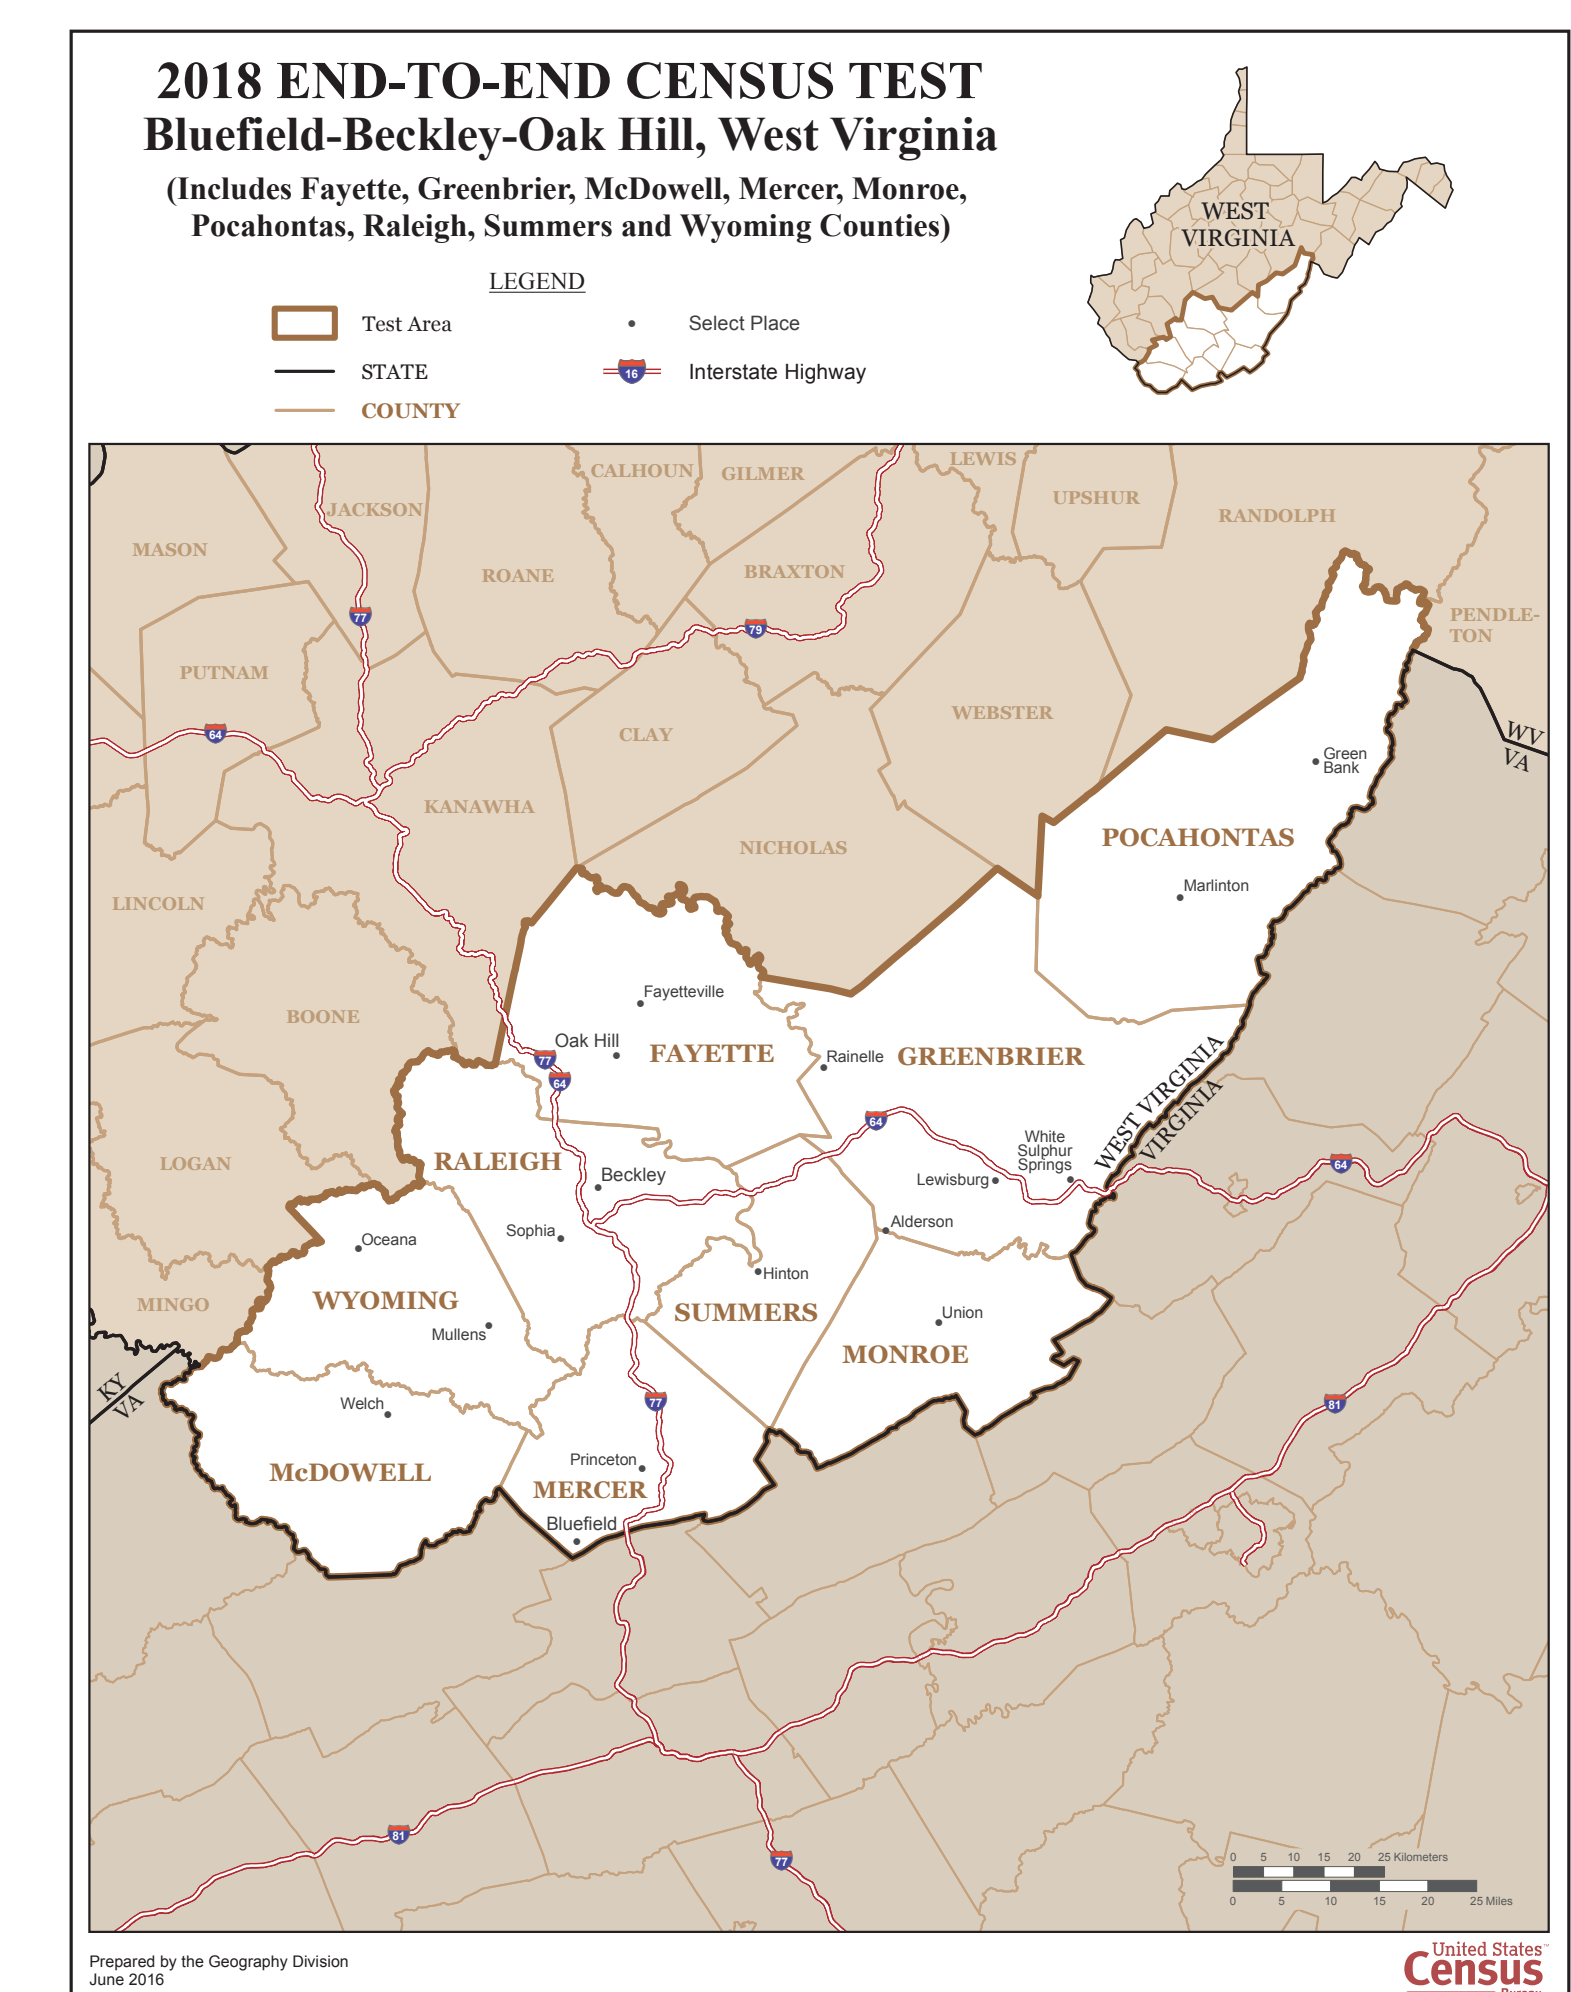 2018 END-TO-END CENSUS TEST
Bluefield-Beckley-Oak Hill, West Virginia
(Includes Fayette, Greenbrier, McDowell, Mercer, Monroe,
Pocahontas, Raleigh, Summers and Wyoming Counties)
LEGEND
Test Area
Select Place
STATE
16
Interstate Highway
COUNTY
WEST
VIRGINIA
LEWIS
CALHOUN
GILMER
UPSHUR
JACKSON
RANDOLPH
MASON
ROANE
BRAXTON
77
79
PENDLE-
TON
PUTNAM
WEBSTER
64
CLAY
WV
VA
Green
Bank
KANAWHA
POCAHONTAS
NICHOLAS
Marlinton
LINCOLN
Fayetteville
BOONE
Oak Hill
FAYETTE
Rainelle
GREENBRIER
77
64
WEST VIRGINIA
VIRGINIA
64
White
Sulphur
Springs
LOGAN
RALEIGH
64
Beckley
Lewisburg
Alderson
Sophia
Oceana
Hinton
WYOMING
MINGO
SUMMERS
Union
Mullens
MONROE
KY
VA
Welch
77
81
Princeton
McDOWELL
MERCER
Bluefield
81
77
0 5 10 15 20 25 Kilometers
0 5 10 15 20 25 Miles
Prepared by the Geography Division
June 2016
United States™
Census
Bureau